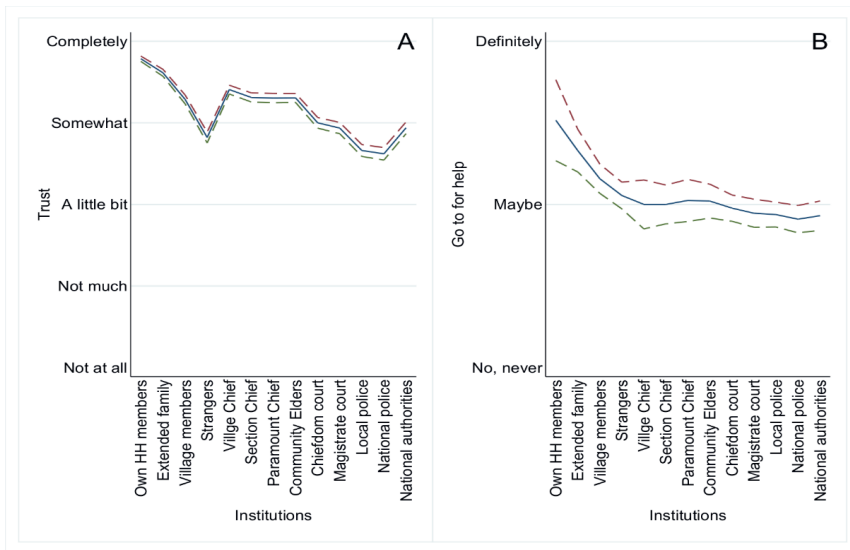 A
Completely
Somewhat
A little bit
Not much
Not at all
Trust
Own HH members
Extended family
Village members
Strangers
Villge Chief
Section Chief
Paramount Chief
Community Elders
Chiefdom court
Magistrate court
Local police
National police
National authorities
Institutions
B
Definitely
Maybe
No, never
Go to for help
Own HH members
Extended family
Village members
Strangers
Villge Chief
Section Chief
Paramount Chief
Community Elders
Chiefdom court
Magistrate court
Local police
National police
National authorities
Institutions